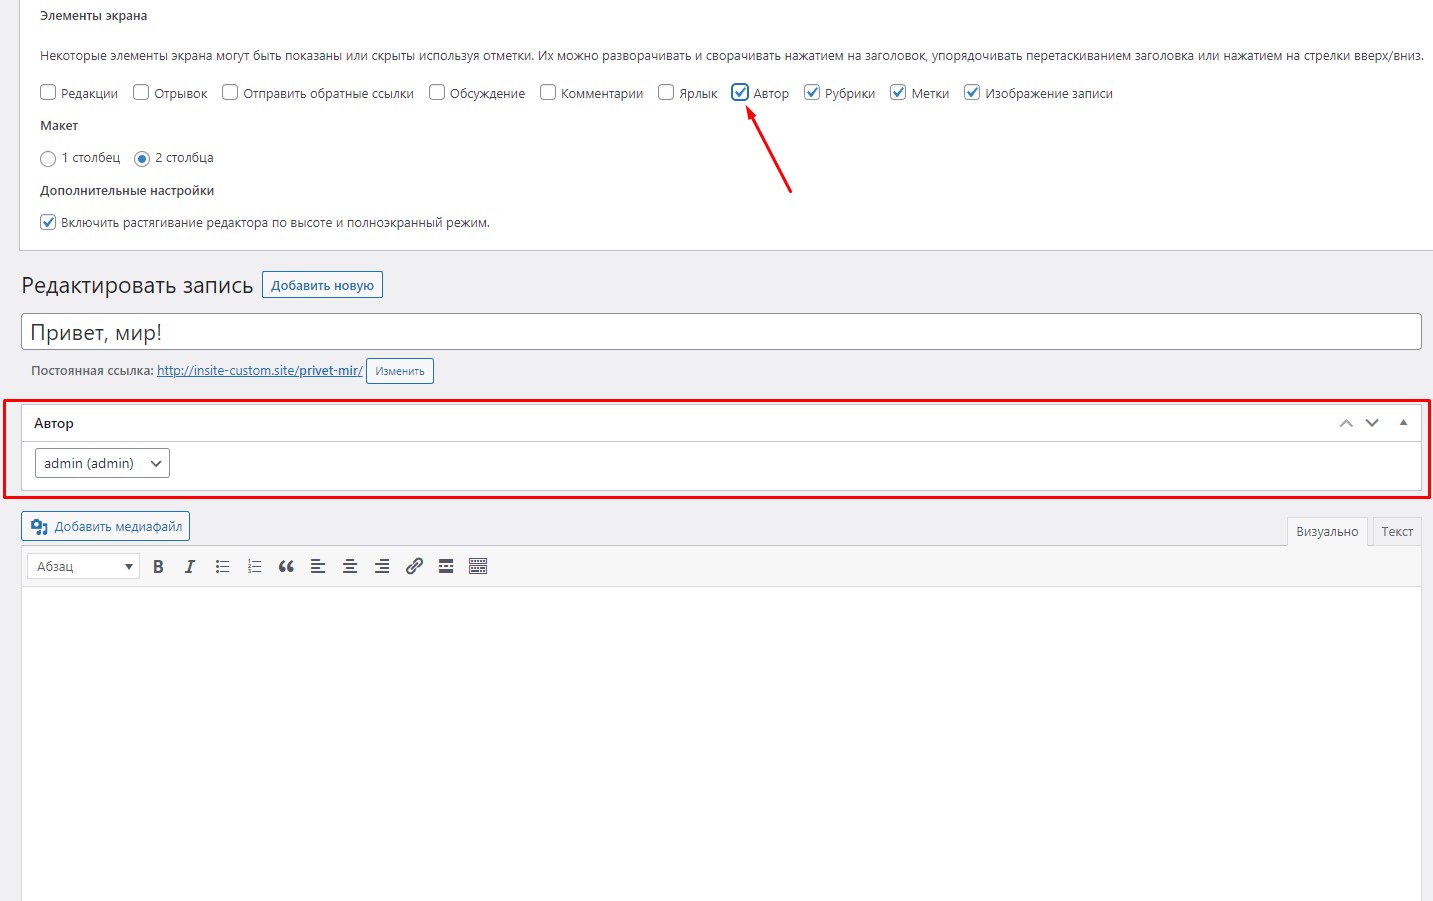 Элементы экрана
Некоторые элементы экрана могут быть показаны или скрыты используя отметки. Их можно разворачивать и сворачивать нажатием на заголовок, упорядочивать перетаскиванием заголовка или нажатием на стрелки вверх/вниз.
Редакции Отрывок Отправить обратные ссылки Обсуждение Комментарии Ярлык Автор Рубрики Метки Изображение записи
Макет
1 столбец 2 столбца
Дополнительные настройки
Включить растягивание редактора по высоте и полноэкранный режим.
Редактировать запись Добавить новую
Привет, мир!
Постоянная ссылка: http://insite-custom.site/privet-mir/ Изменить
Автор
admin (admin)
Добавить медиафайл Визуально Текст
Абзац